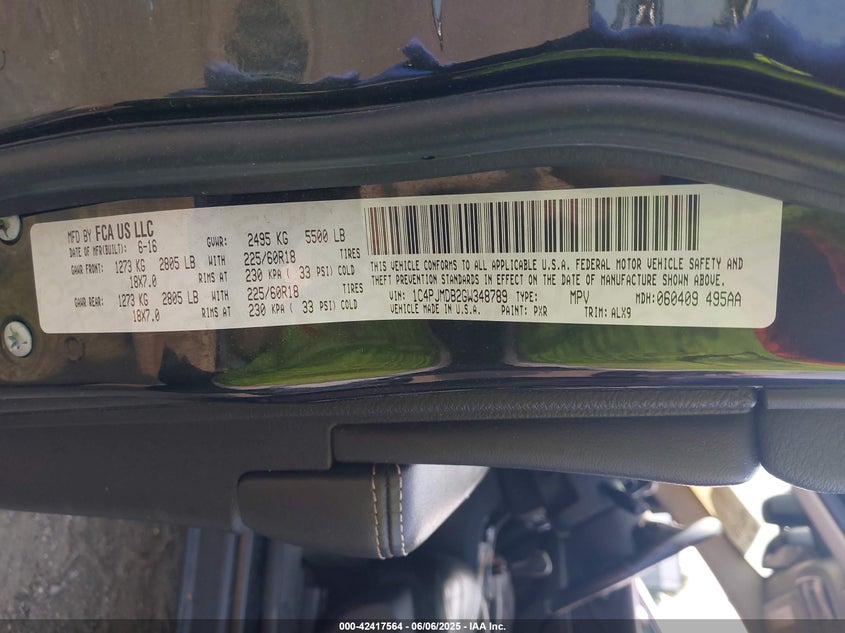 MFD BY FCA US LLC
DATE OF MFR(BUILT): 6-16 GVWR: 2495 KG 5500 LB
GAWR FRONT: 1273 KG 2805 LB WITH 225/60R18 TIRES
18X7.0 RIMS AT 230 KPA ( 33 PSI) COLD
GAWR REAR: 1273 KG 2805 LB WITH 225/60R18 TIRES
18X7.0 RIMS AT 230 KPA ( 33 PSI) COLD
THIS VEHICLE CONFORMS TO ALL APPLICABLE U.S.A. FEDERAL MOTOR VEHICLE SAFETY AND
THEFT PREVENTION STANDARDS IN EFFECT ON THE DATE OF MANUFACTURE SHOWN ABOVE.
VIN: 1C4PJMDB2GW348789 TYPE: MPV MDH: 060409 495AA
VEHICLE MADE IN U.S.A. PAINT: PXR TRIM: ALX9
000-42417564 | 06/06/2025 | IAA Inc.